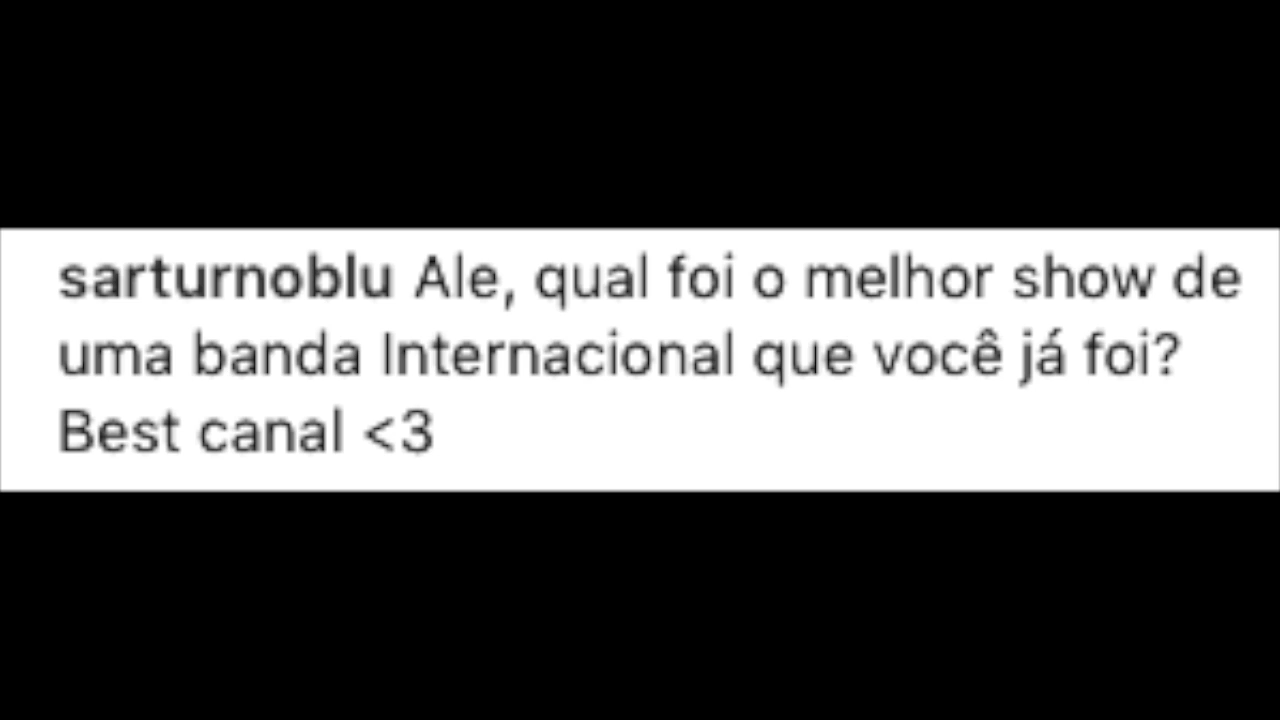 sarturnoblu Ale, qual foi o melhor show de
uma banda Internacional que você já foi?
Best canal <3